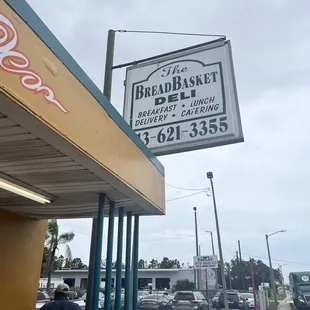 The
BREADBASKET
DELI
BREAKFAST • LUNCH
DELIVERY • CATERING
3-621-3355